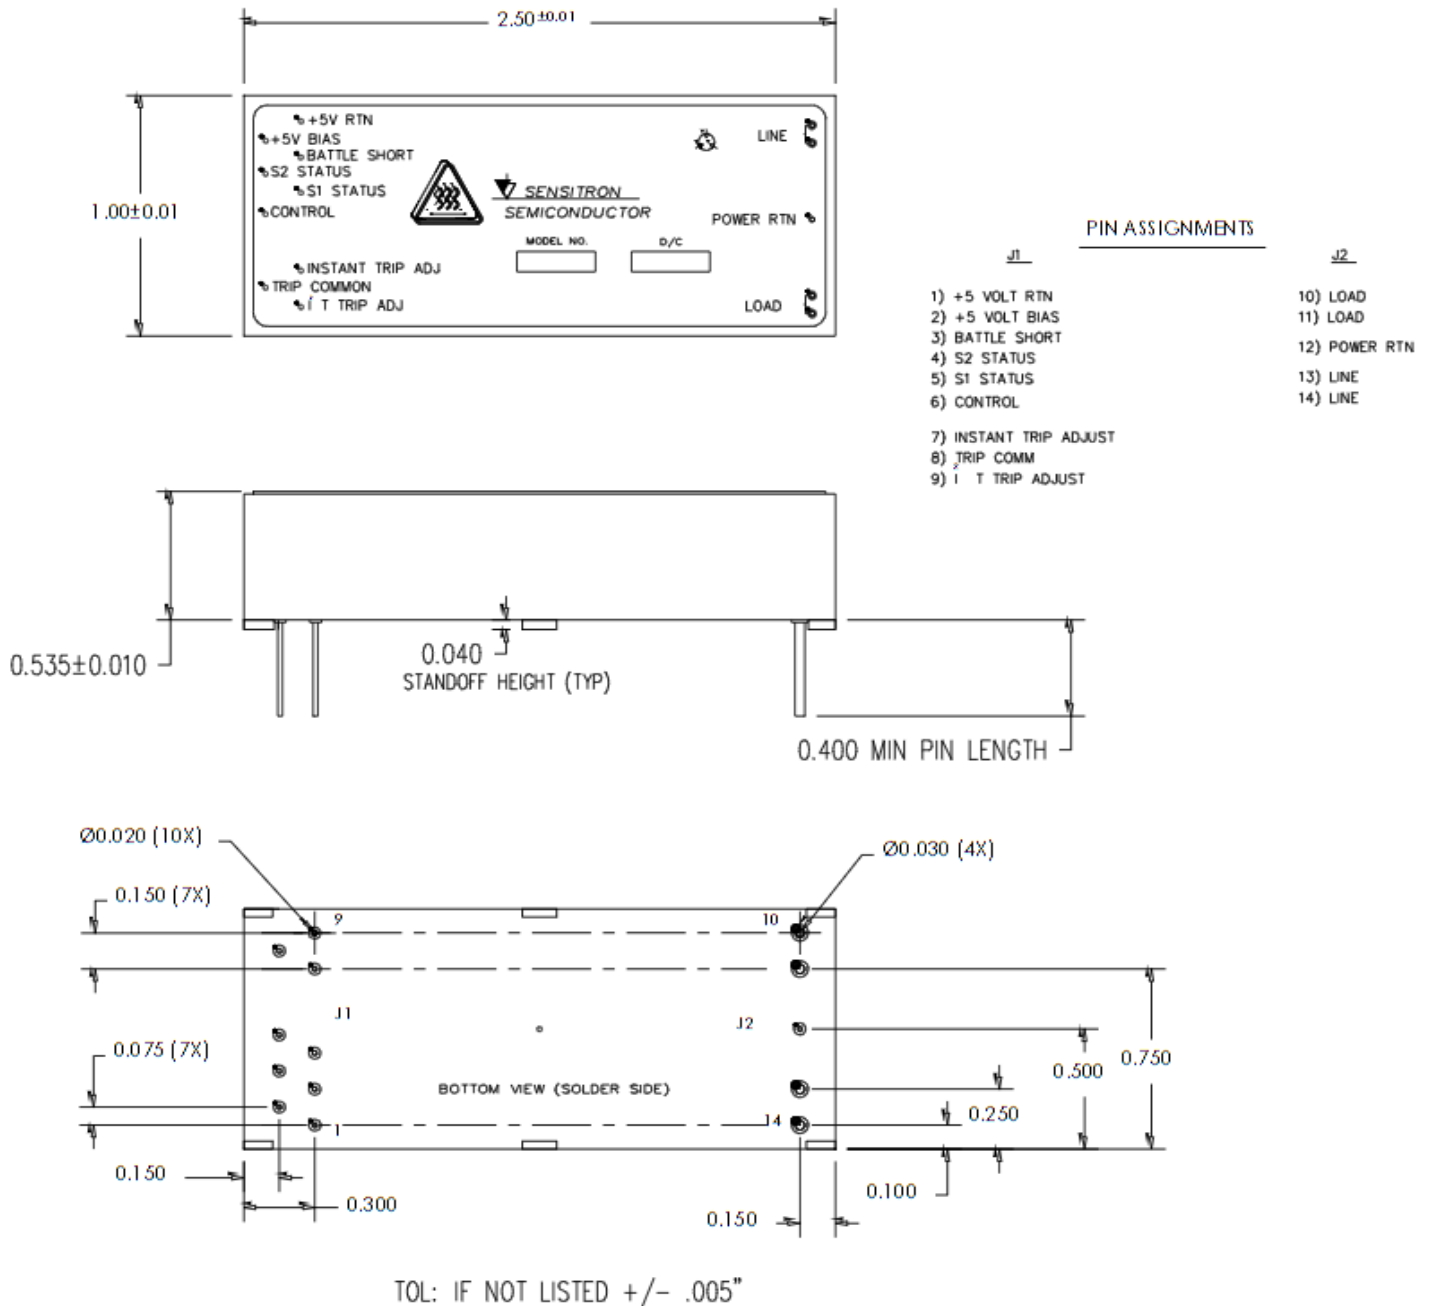 2.50±0.01
+5V RTN
+5V BIAS
BATTLE SHORT
S2 STATUS
S1 STATUS
CONTROL
INSTANT TRIP ADJ
TRIP COMMON
I² T TRIP ADJ
SENSITRON
SEMICONDUCTOR
MODEL NO.
D/C
LINE
POWER RTN
LOAD
1.00±0.01
PIN ASSIGNMENTS
J1
1) +5 VOLT RTN
2) +5 VOLT BIAS
3) BATTLE SHORT
4) S2 STATUS
5) S1 STATUS
6) CONTROL
7) INSTANT TRIP ADJUST
8) TRIP COMM
9) I² T TRIP ADJUST
J2
10) LOAD
11) LOAD
12) POWER RTN
13) LINE
14) LINE
0.535±0.010
0.040
STANDOFF HEIGHT (TYP)
0.400 MIN PIN LENGTH
Ø0.020 (10X)
Ø0.030 (4X)
0.150 (7X)
9
10
J1
J2
0.075 (7X)
BOTTOM VIEW (SOLDER SIDE)
1
14
0.750
0.500
0.250
0.100
0.150
0.300
0.150
TOL: IF NOT LISTED +/- .005"